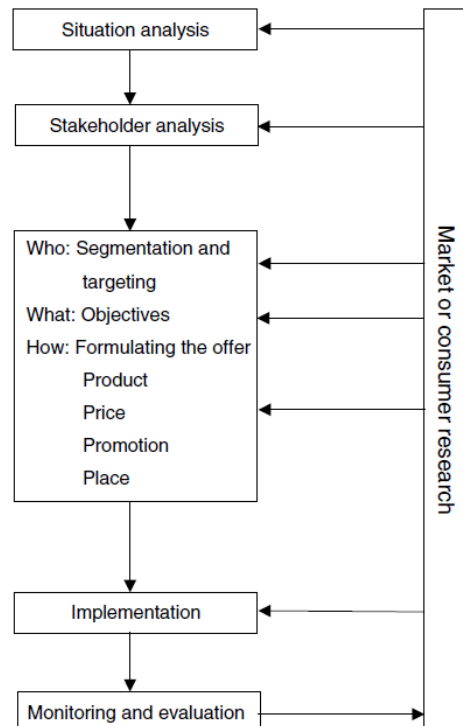 Situation analysis
Stakeholder analysis
Who: Segmentation and
targeting
What: Objectives
How: Formulating the offer
Product
Price
Promotion
Place
Implementation
Monitoring and evaluation
Market or consumer research